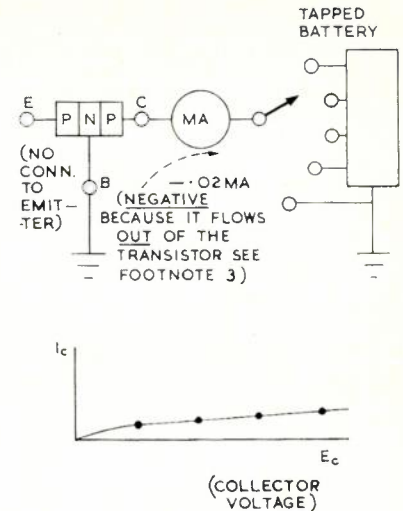 TAPPED
BATTERY
E
P N P
C
MA
(NO
CONN.
TO
EMIT-
TER)
B
-.02MA
(NEGATIVE
BECAUSE IT FLOWS
OUT OF THE
TRANSISTOR SEE
FOOTNOTE 3)
Ic
Ec
(COLLECTOR
VOLTAGE)